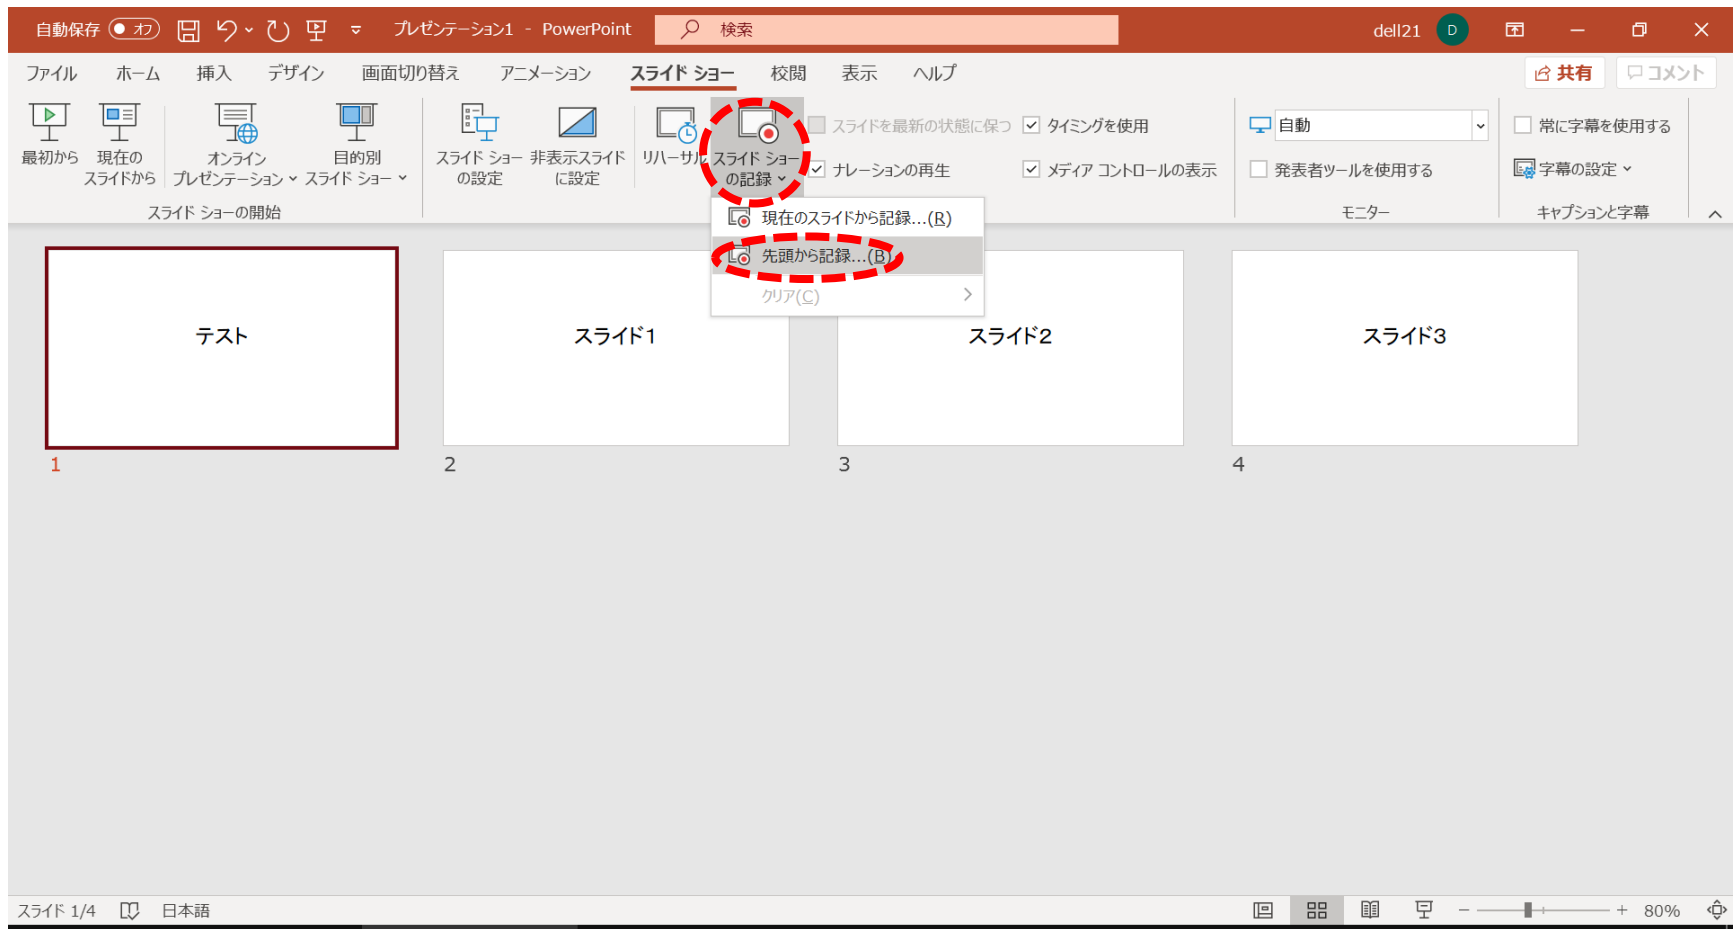 自動保存 オフ プレゼンテーション1 - PowerPoint 検索 dell21 D
ファイル ホーム 挿入 デザイン 画面切り替え アニメーション スライド ショー 校閲 表示 ヘルプ 共有 コメント
最初から
現在の
スライドから
オンライン
プレゼンテーション
目的別
スライド ショー
スライド ショーの開始
スライド ショー
の設定
非表示スライド
に設定
リハーサル
スライド ショー
の記録
スライドを最新の状態に保つ
タイミングを使用
ナレーションの再生
メディア コントロールの表示
自動
発表者ツールを使用する
モニター
常に字幕を使用する
字幕の設定
キャプションと字幕
現在のスライドから記録...(R)
先頭から記録...(B)
クリア(C)
テスト
スライド1
スライド2
スライド3
1
2
3
4
スライド 1/4 日本語 80%